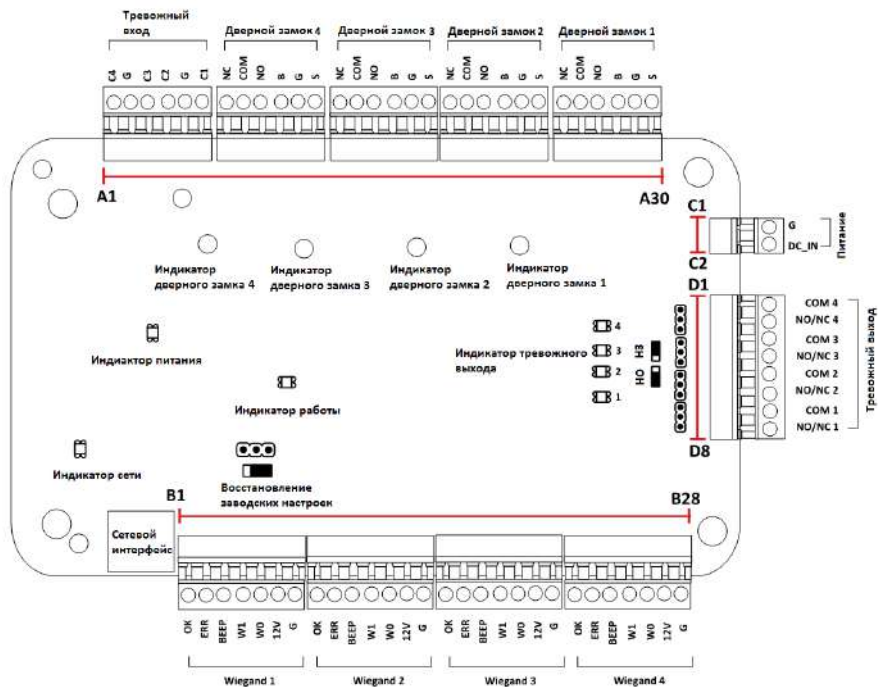 Тревожный
вход
Дверной замок 4
Дверной замок 3
Дверной замок 2
Дверной замок 1
C4 G C3 C2 G C1
NC COM NO B G S
NC COM NO B G S
NC COM NO B G S
NC COM NO B G S
A1
A30
C1
G
DC_IN
Питание
C2
Индикатор
дверного замка 4
Индикатор
дверного замка 3
Индикатор
дверного замка 2
Индикатор
дверного замка 1
D1
COM 4
NO/NC 4
COM 3
NO/NC 3
COM 2
NO/NC 2
COM 1
NO/NC 1
Тревожный выход
4
3
2
1
НЗ
НО
Индикатор тревожного
выхода
Индиактор питания
Индикатор работы
D8
Индикатор сети
Восстановление
заводских настроек
B1
B28
Сетевой
интерфейс
OK ERR BEEP W1 W0 12V G
OK ERR BEEP W1 W0 12V G
OK ERR BEEP W1 W0 12V G
OK ERR BEEP W1 W0 12V G
Wiegand 1
Wiegand 2
Wiegand 3
Wiegand 4